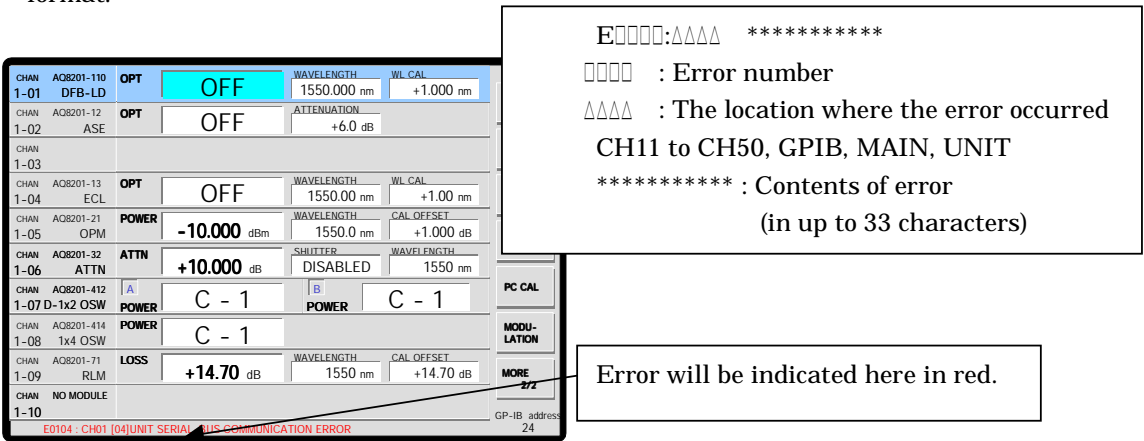 format.
E□□□□:△△△△ ***********
□□□□ : Error number
△△△△ : The location where the error occurred
CH11 to CH50, GPIB, MAIN, UNIT
*********** : Contents of error
(in up to 33 characters)
CHAN AQ8201-110 OPT OFF WAVELENGTH WL CAL
1-01 DFB-LD 1550.000 nm +1.000 nm
CHAN AQ8201-12 OPT OFF ATTENUATION
1-02 ASE +6.0 dB
CHAN
1-03
CHAN AQ8201-13 OPT OFF WAVELENGTH WL CAL
1-04 ECL 1550.00 nm +1.00 nm
CHAN AQ8201-21 POWER -10.000 dBm WAVELENGTH CAL OFFSET
1-05 OPM 1550.0 nm +1.000 dB
CHAN AQ8201-32 ATTN +10.000 dB SHUTTER WAVELENGTH
1-06 ATTN DISABLED 1550 nm
CHAN AQ8201-412 A C - 1 B C - 1
1-07 D-1x2 OSW POWER POWER
CHAN AQ8201-414 POWER C - 1
1-08 1x4 OSW
CHAN AQ8201-71 LOSS +14.70 dB WAVELENGTH CAL OFFSET
1-09 RLM 1550 nm +14.70 dB
CHAN NO MODULE
1-10
PC CAL
MODU-
LATION
MORE
2/2
GP-IB address
24
E0104 : CH01 [04]UNIT SERIAL BUS COMMUNICATION ERROR
Error will be indicated here in red.